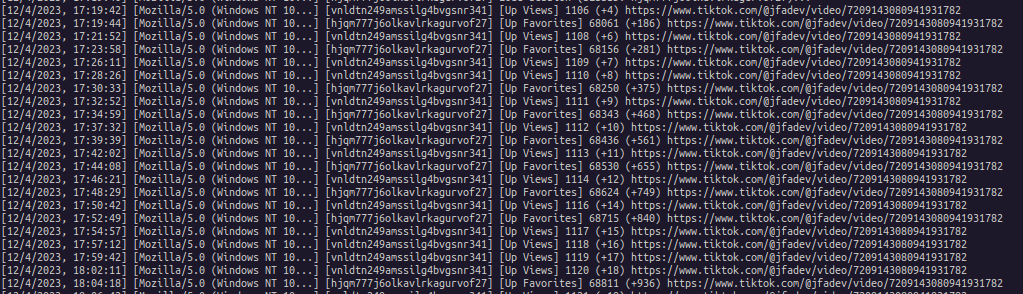 [12/4/2023, 17:19:42] [Mozilla/5.0 (Windows NT 10...] [vnldtn249amssilg4bvgsnr341] [Up Views] 1106 (+4) https://www.tiktok.com/@jfadev/video/7209143080941931782
[12/4/2023, 17:19:44] [Mozilla/5.0 (Windows NT 10...] [hjqm777j6olkavlrkagurvof27] [Up Favorites] 68061 (+186) https://www.tiktok.com/@jfadev/video/7209143080941931782
[12/4/2023, 17:21:52] [Mozilla/5.0 (Windows NT 10...] [vnldtn249amssilg4bvgsnr341] [Up Views] 1108 (+6) https://www.tiktok.com/@jfadev/video/7209143080941931782
[12/4/2023, 17:23:58] [Mozilla/5.0 (Windows NT 10...] [hjqm777j6olkavlrkagurvof27] [Up Favorites] 68156 (+281) https://www.tiktok.com/@jfadev/video/7209143080941931782
[12/4/2023, 17:26:11] [Mozilla/5.0 (Windows NT 10...] [vnldtn249amssilg4bvgsnr341] [Up Views] 1109 (+7) https://www.tiktok.com/@jfadev/video/7209143080941931782
[12/4/2023, 17:28:26] [Mozilla/5.0 (Windows NT 10...] [vnldtn249amssilg4bvgsnr341] [Up Views] 1110 (+8) https://www.tiktok.com/@jfadev/video/7209143080941931782
[12/4/2023, 17:30:33] [Mozilla/5.0 (Windows NT 10...] [hjqm777j6olkavlrkagurvof27] [Up Favorites] 68250 (+375) https://www.tiktok.com/@jfadev/video/7209143080941931782
[12/4/2023, 17:32:52] [Mozilla/5.0 (Windows NT 10...] [vnldtn249amssilg4bvgsnr341] [Up Views] 1111 (+9) https://www.tiktok.com/@jfadev/video/7209143080941931782
[12/4/2023, 17:34:59] [Mozilla/5.0 (Windows NT 10...] [hjqm777j6olkavlrkagurvof27] [Up Favorites] 68343 (+468) https://www.tiktok.com/@jfadev/video/7209143080941931782
[12/4/2023, 17:37:32] [Mozilla/5.0 (Windows NT 10...] [vnldtn249amssilg4bvgsnr341] [Up Views] 1112 (+10) https://www.tiktok.com/@jfadev/video/7209143080941931782
[12/4/2023, 17:39:39] [Mozilla/5.0 (Windows NT 10...] [hjqm777j6olkavlrkagurvof27] [Up Favorites] 68436 (+561) https://www.tiktok.com/@jfadev/video/7209143080941931782
[12/4/2023, 17:42:02] [Mozilla/5.0 (Windows NT 10...] [vnldtn249amssilg4bvgsnr341] [Up Views] 1113 (+11) https://www.tiktok.com/@jfadev/video/7209143080941931782
[12/4/2023, 17:44:08] [Mozilla/5.0 (Windows NT 10...] [hjqm777j6olkavlrkagurvof27] [Up Favorites] 68530 (+655) https://www.tiktok.com/@jfadev/video/7209143080941931782
[12/4/2023, 17:46:21] [Mozilla/5.0 (Windows NT 10...] [vnldtn249amssilg4bvgsnr341] [Up Views] 1114 (+12) https://www.tiktok.com/@jfadev/video/7209143080941931782
[12/4/2023, 17:48:29] [Mozilla/5.0 (Windows NT 10...] [hjqm777j6olkavlrkagurvof27] [Up Favorites] 68624 (+749) https://www.tiktok.com/@jfadev/video/7209143080941931782
[12/4/2023, 17:50:42] [Mozilla/5.0 (Windows NT 10...] [vnldtn249amssilg4bvgsnr341] [Up Views] 1116 (+14) https://www.tiktok.com/@jfadev/video/7209143080941931782
[12/4/2023, 17:52:49] [Mozilla/5.0 (Windows NT 10...] [hjqm777j6olkavlrkagurvof27] [Up Favorites] 68715 (+840) https://www.tiktok.com/@jfadev/video/7209143080941931782
[12/4/2023, 17:54:57] [Mozilla/5.0 (Windows NT 10...] [vnldtn249amssilg4bvgsnr341] [Up Views] 1117 (+15) https://www.tiktok.com/@jfadev/video/7209143080941931782
[12/4/2023, 17:57:12] [Mozilla/5.0 (Windows NT 10...] [vnldtn249amssilg4bvgsnr341] [Up Views] 1118 (+16) https://www.tiktok.com/@jfadev/video/7209143080941931782
[12/4/2023, 17:59:42] [Mozilla/5.0 (Windows NT 10...] [vnldtn249amssilg4bvgsnr341] [Up Views] 1119 (+17) https://www.tiktok.com/@jfadev/video/7209143080941931782
[12/4/2023, 18:02:11] [Mozilla/5.0 (Windows NT 10...] [vnldtn249amssilg4bvgsnr341] [Up Views] 1120 (+18) https://www.tiktok.com/@jfadev/video/7209143080941931782
[12/4/2023, 18:04:18] [Mozilla/5.0 (Windows NT 10...] [hjqm777j6olkavlrkagurvof27] [Up Favorites] 68811 (+936) https://www.tiktok.com/@jfadev/video/7209143080941931782